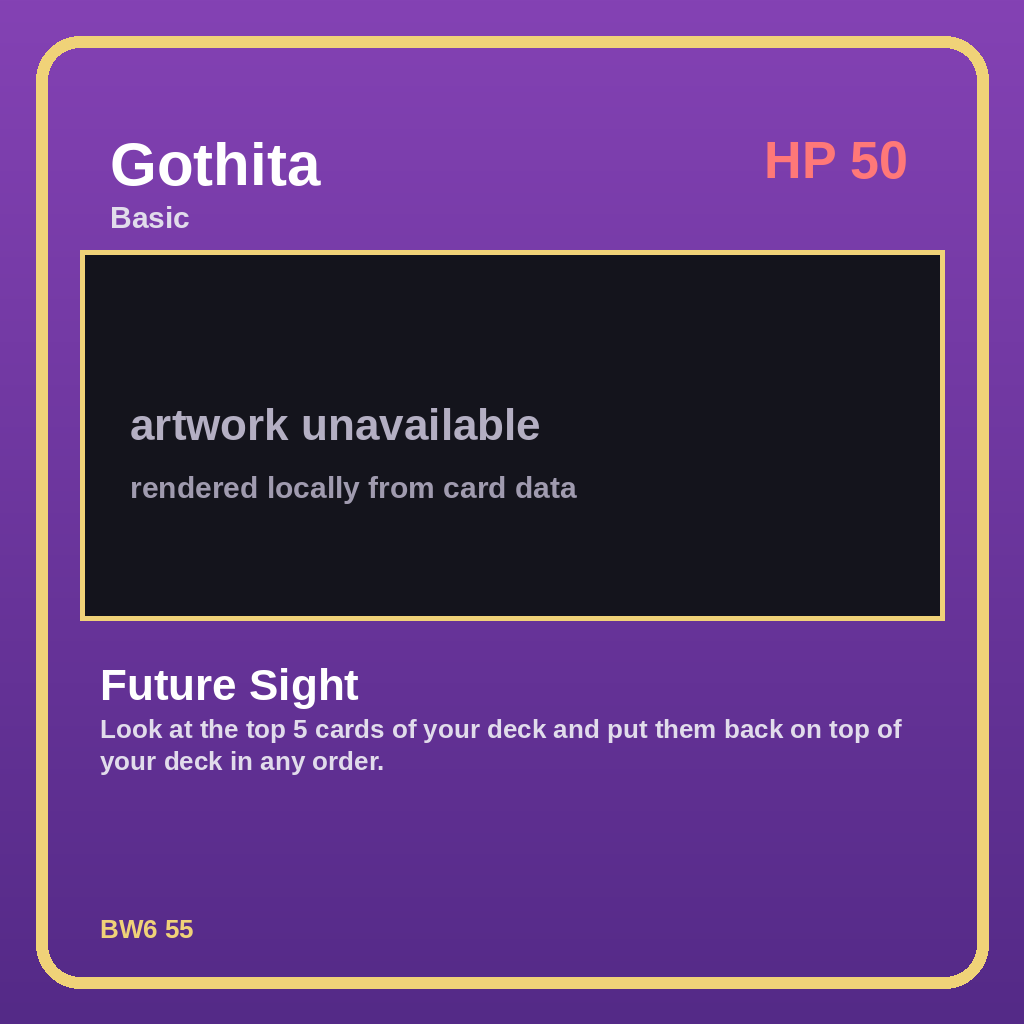 Gothita
HP 50
Basic
artwork unavailable
rendered locally from card data
Future Sight
Look at the top 5 cards of your deck and put them back on top of
your deck in any order.
BW6 55